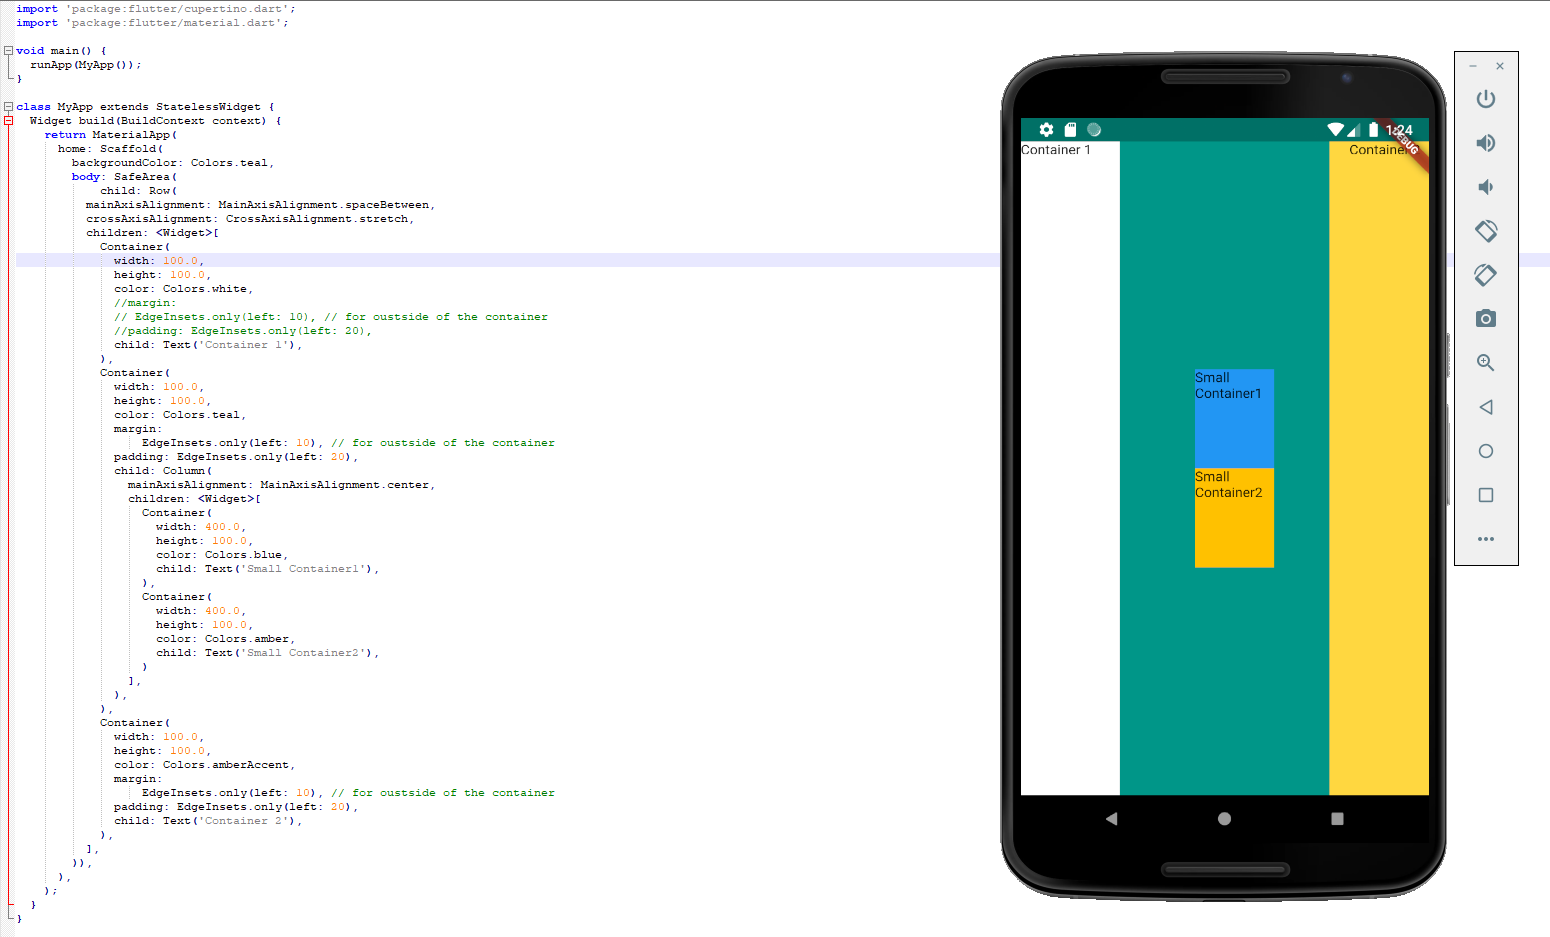 import 'package:flutter/cupertino.dart';
import 'package:flutter/material.dart';
void main() {
runApp(MyApp());
}
class MyApp extends StatelessWidget {
Widget build(BuildContext context) {
return MaterialApp(
home: Scaffold(
backgroundColor: Colors.teal,
body: SafeArea(
child: Row(
mainAxisAlignment: MainAxisAlignment.spaceBetween,
crossAxisAlignment: CrossAxisAlignment.stretch,
children: <Widget>[
Container(
width: 100.0,
height: 100.0,
color: Colors.white,
//margin:
// EdgeInsets.only(left: 10), // for oustside of the container
//padding: EdgeInsets.only(left: 20),
child: Text('Container 1'),
),
Container(
width: 100.0,
height: 100.0,
color: Colors.teal,
margin:
EdgeInsets.only(left: 10), // for oustside of the container
padding: EdgeInsets.only(left: 20),
child: Column(
mainAxisAlignment: MainAxisAlignment.center,
children: <Widget>[
Container(
width: 400.0,
height: 100.0,
color: Colors.blue,
child: Text('Small Container1'),
),
Container(
width: 400.0,
height: 100.0,
color: Colors.amber,
child: Text('Small Container2'),
)
],
),
),
Container(
width: 100.0,
height: 100.0,
color: Colors.amberAccent,
margin:
EdgeInsets.only(left: 10), // for oustside of the container
padding: EdgeInsets.only(left: 20),
child: Text('Container 2'),
),
],
)),
),
);
}
}
1:24
DEBUG
Container 1
Container
Small
Container1
Small
Container2